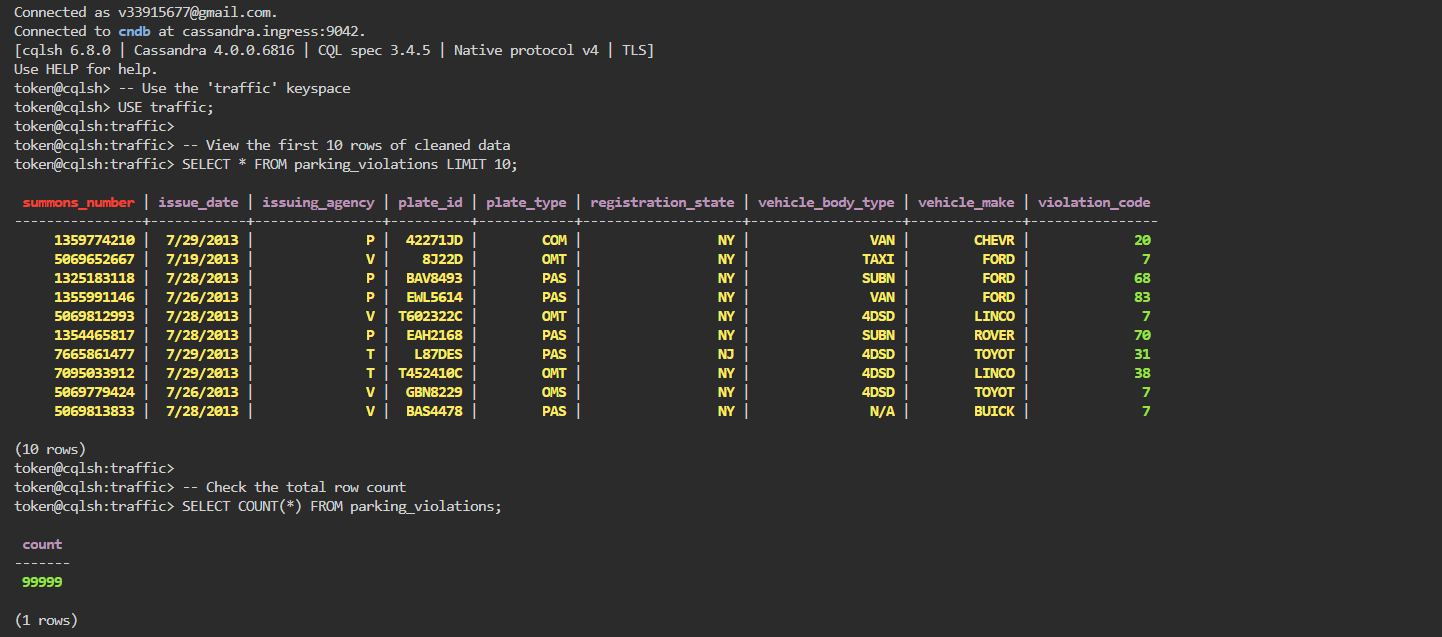 Connected as v33915677@gmail.com.
Connected to cndb at cassandra.ingress:9042.
[cqlsh 6.8.0 | Cassandra 4.0.0.6816 | CQL spec 3.4.5 | Native protocol v4 | TLS]
Use HELP for help.
token@cqlsh> -- Use the 'traffic' keyspace
token@cqlsh> USE traffic;
token@cqlsh:traffic>
token@cqlsh:traffic> -- View the first 10 rows of cleaned data
token@cqlsh:traffic> SELECT * FROM parking_violations LIMIT 10;
summons_number | issue_date | issuing_agency | plate_id | plate_type | registration_state | vehicle_body_type | vehicle_make | violation_code
----------------+------------+----------------+----------+------------+--------------------+-------------------+--------------+----------------
1359774210 | 7/29/2013 | P | 42271JD | COM | NY | VAN | CHEVR | 20
5069652667 | 7/19/2013 | V | 8J22D | OMT | NY | TAXI | FORD | 7
1325183118 | 7/28/2013 | P | BAV8493 | PAS | NY | SUBN | FORD | 68
1355991146 | 7/26/2013 | P | EWL5614 | PAS | NY | VAN | FORD | 83
5069812993 | 7/28/2013 | V | T602322C | OMT | NY | 4DSD | LINCO | 7
1354465817 | 7/28/2013 | P | EAH2168 | PAS | NY | SUBN | ROVER | 70
7665861477 | 7/29/2013 | T | L87DES | PAS | NJ | 4DSD | TOYOT | 31
7095033912 | 7/29/2013 | T | T452410C | OMT | NY | 4DSD | LINCO | 38
5069779424 | 7/26/2013 | V | GBN8229 | OMS | NY | 4DSD | TOYOT | 7
5069813833 | 7/28/2013 | V | BAS4478 | PAS | NY | N/A | BUICK | 7
(10 rows)
token@cqlsh:traffic>
token@cqlsh:traffic> -- Check the total row count
token@cqlsh:traffic> SELECT COUNT(*) FROM parking_violations;
count
-------
99999
(1 rows)